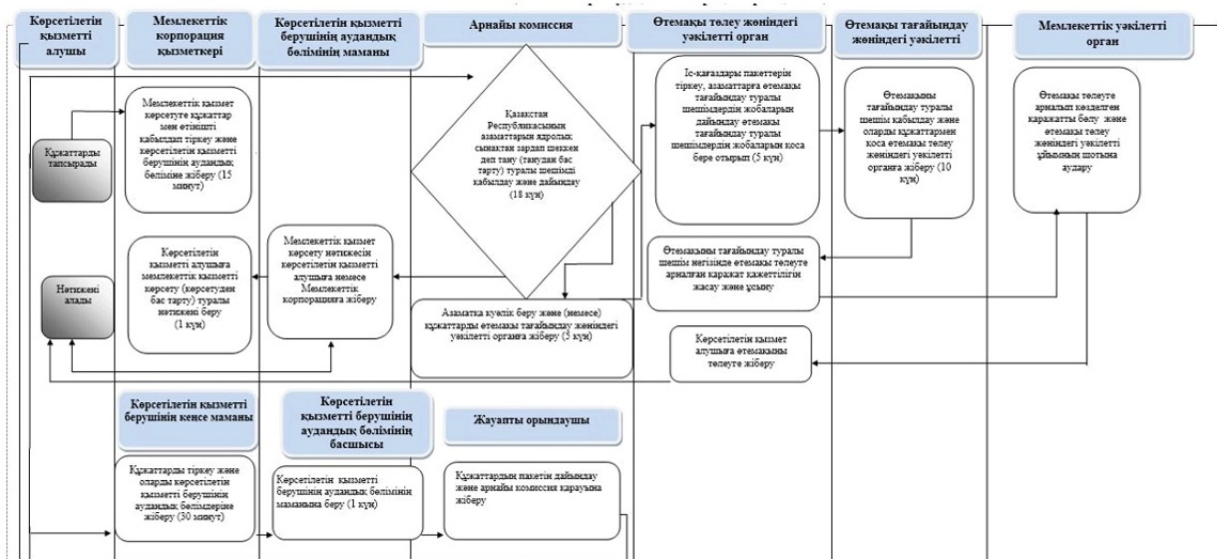 Көрсетілетін
қызметті
алушы
Мемлекеттік
корпорация
қызметкері
Көрсетілетін қызметті
берушінің аудандық
бөлімінің маманы
Арнайы комиссия
Өтемақы төлеу жөніндегі
уәкілетті орган
Өтемақы тағайындау
жөніндегі уәкілетті
Мемлекеттік уәкілетті
орган
Құжаттарды
тапсырады
Мемлекеттік қызмет
көрсетуге құжаттар
мен өтінішті
қабылдап тіркеу және
көрсетілетін қызметті
берушінің аудандық
бөліміне жіберу (15
минут)
Қазақстан
Республикасының
азаматтарын ядролық
сынақтан зардап шеккен
деп тану (танудан бас
тарту) туралы шешімді
қабылдау және дайындау
(18 күн)
Іс-қағаздары пакеттерін
тіркеу, азаматтарға өтемақы
тағайындау туралы
шешімдердің жобаларын
дайындау өтемақы
тағайындау туралы
шешімдердің жобаларын қоса
бере отырып (5 күн)
Өтемақыны
тағайындау туралы
шешім қабылдау және
оларды құжаттармен
қоса өтемақы төлеу
жөніндегі уәкілетті
органға жіберу (10
күн)
Өтемақы төлеуге
арналып көзделген
қаражатты бөлу және
өтемақы төлеу
жөніндегі уәкілетті
ұйымның шотына
аудару
Нәтижені
алады
Көрсетілетін
қызметті алушыға
мемлекеттік қызметті
көрсету (көрсетуден
бас тарту) туралы
нәтижені беру
(1 күн)
Мемлекеттік қызмет
көрсету нәтижесін
көрсетілетін қызметті
алушыға немесе
Мемлекеттік
корпорацияға жіберу
Азаматқа куәлік беру және (немесе)
құжаттарды өтемақы тағайындау жөніндегі
уәкілетті органға жіберу (5 күн)
Өтемақыны тағайындау туралы
шешім негізінде өтемақы төлеуге
арналған қаражат қажеттілігін
жасау және ұсыну
Көрсетілетін қызмет
алушыға өтемақыны
төлеуге жіберу
Көрсетілетін қызметті
берушінің кеңсе маманы
Көрсетілетін
қызметті берушінің
аудандық бөлімінің
басшысы
Жауапты орындаушы
Құжаттарды тіркеу және
оларды көрсетілетін
қызметті берушінің
аудандық бөлімдеріне
жіберу (30 минут)
Көрсетілетін қызметті
берушінің аудандық бөлімінің
маманына беру (1 күн)
Құжаттардың пакетін дайындау
және арнайы комиссия қарауына
жіберу